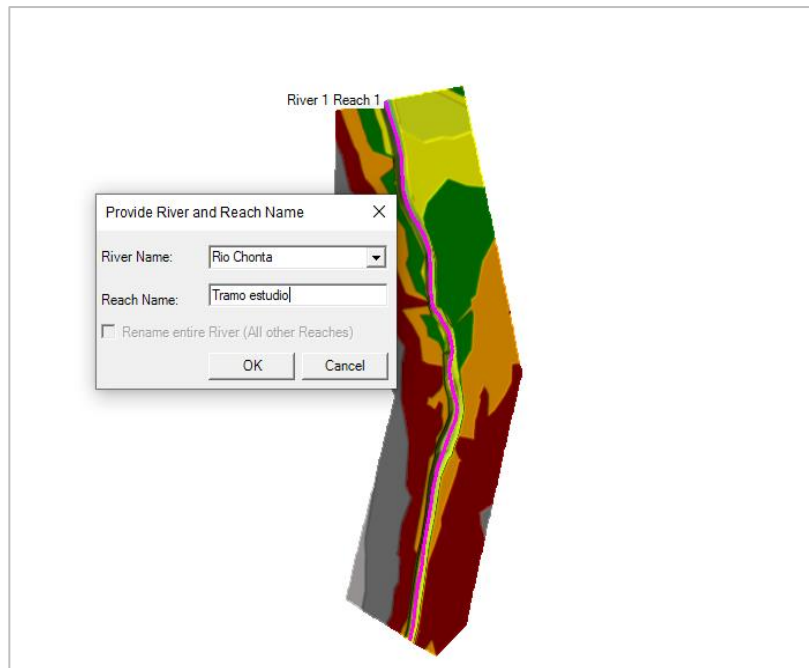 River 1 Reach 1
Provide River and Reach Name
River Name: Rio Chonta
Reach Name: Tramo estudio
Rename entire River (All other Reaches)
OK Cancel